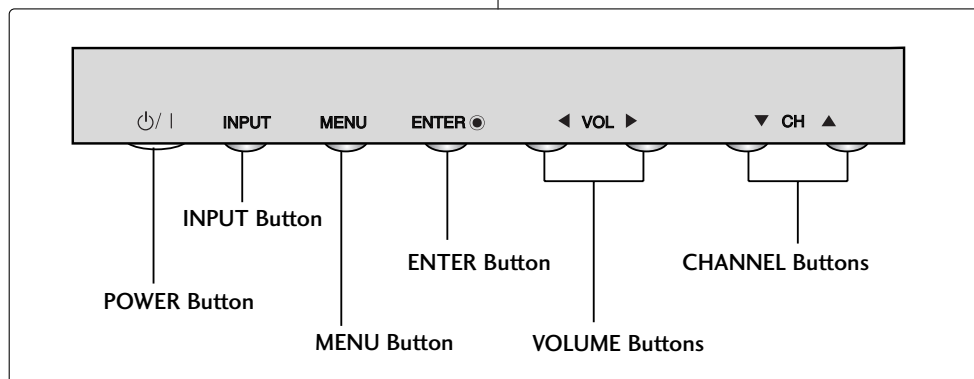 ⏻/ I INPUT MENU ENTER ◉ ◀ VOL ▶ ▼ CH ▲
INPUT Button
ENTER Button CHANNEL Buttons
POWER Button
MENU Button VOLUME Buttons